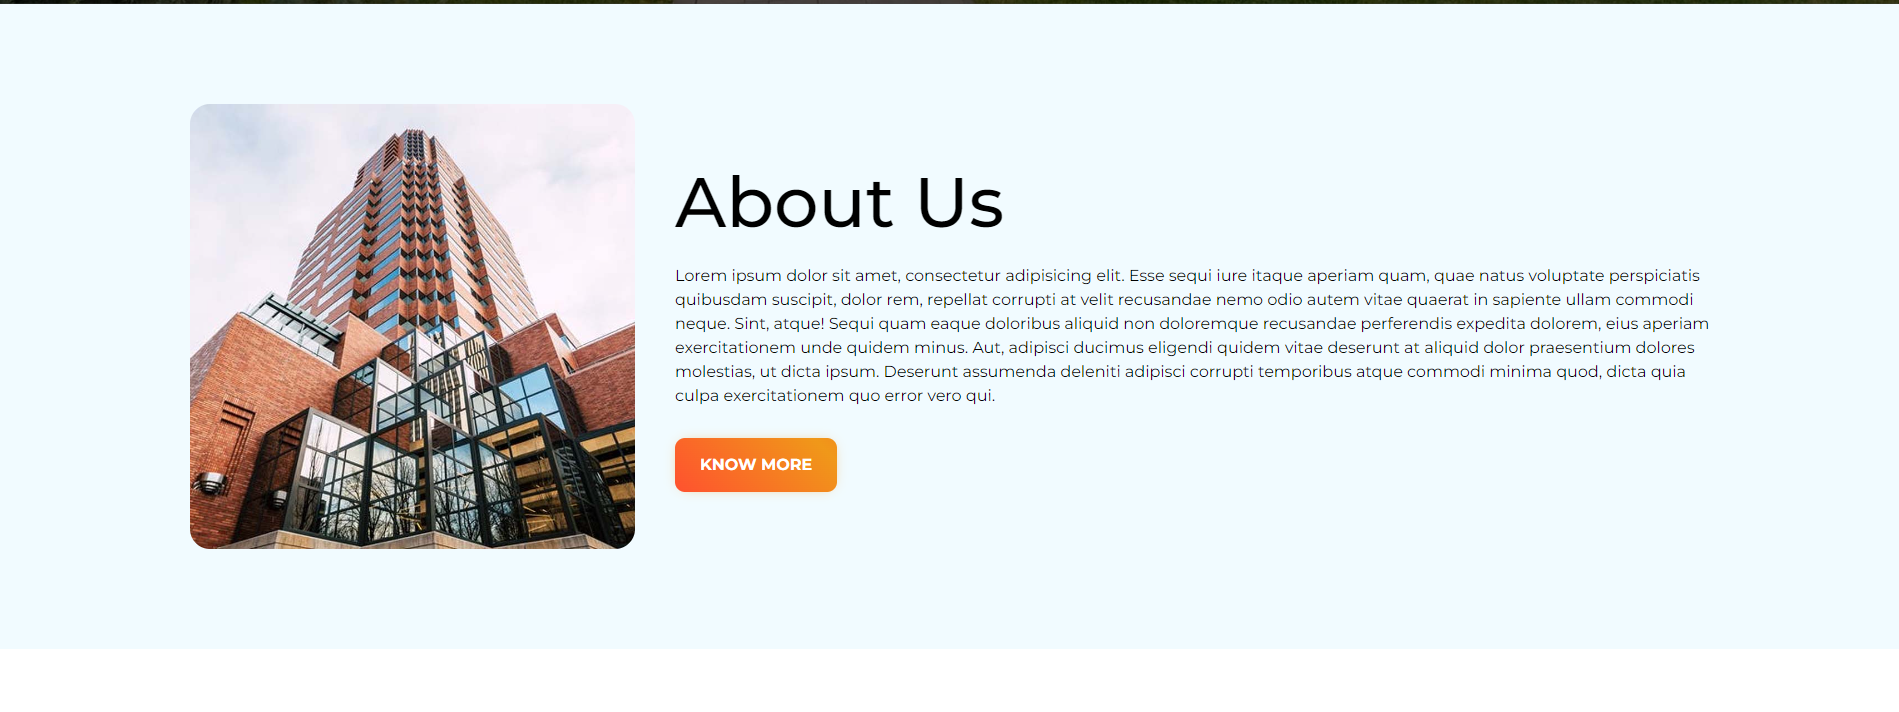 About Us
Lorem ipsum dolor sit amet, consectetur adipisicing elit. Esse sequi iure itaque aperiam quam, quae natus voluptate perspiciatis
quibusdam suscipit, dolor rem, repellat corrupti at velit recusandae nemo odio autem vitae quaerat in sapiente ullam commodi
neque. Sint, atque! Sequi quam eaque doloribus aliquid non doloremque recusandae perferendis expedita dolorem, eius aperiam
exercitationem unde quidem minus. Aut, adipisci ducimus eligendi quidem vitae deserunt at aliquid dolor praesentium dolores
molestias, ut dicta ipsum. Deserunt assumenda deleniti adipisci corrupti temporibus atque commodi minima quod, dicta quia
culpa exercitationem quo error vero qui.
KNOW MORE